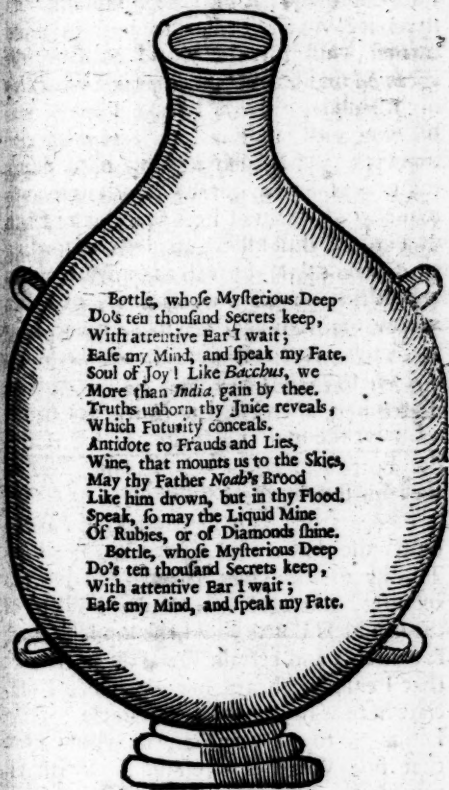 Bottle, whoſe Myſterious Deep
Do's ten thouſand Secrets keep,
With attentive Ear I wait;
Eaſe my Mind, and ſpeak my Fate.
Soul of Joy! Like Bacchus, we
More than India gain by thee.
Truths unborn thy Juice reveals,
Which Futurity conceals.
Antidote to Frauds and Lies,
Wine, that mounts us to the Skies,
May thy Father Noah's Brood
Like him drown, but in thy Flood.
Speak, ſo may the Liquid Mine
Of Rubies, or of Diamonds ſhine.
Bottle, whoſe Myſterious Deep
Do's ten thouſand Secrets keep,
With attentive Ear I wait;
Eaſe my Mind, and ſpeak my Fate.